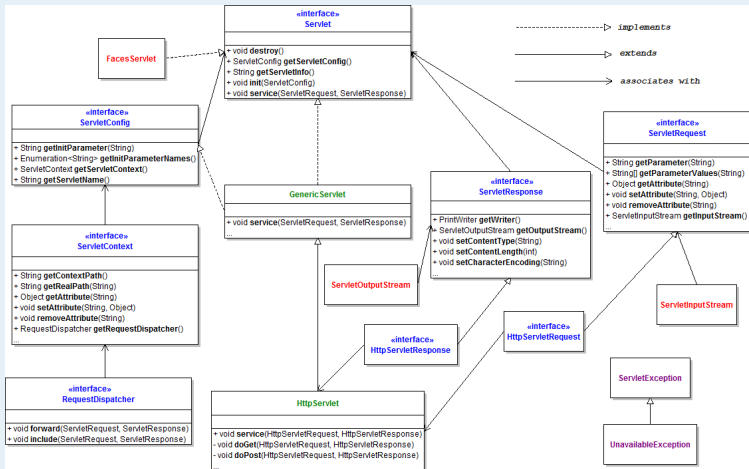 «interface»
Servlet
+ void destroy()
+ ServletConfig getServletConfig()
+ String getServletInfo()
+ void init(ServletConfig)
+ void service(ServletRequest, ServletResponse)
implements
extends
associates with
FacesServlet
«interface»
ServletConfig
+ String getInitParameter(String)
+ Enumeration<String> getInitParameterNames()
+ ServletContext getServletContext()
+ String getServletName()
«interface»
ServletRequest
+ String getParameter(String)
+ String[] getParameterValues(String)
+ Object getAttribute(String)
+ void setAttribute(String, Object)
+ void removeAttribute(String)
+ ServletInputStream getInputStream()
...
GenericServlet
+ void service(ServletRequest, ServletResponse)
...
«interface»
ServletResponse
+ PrintWriter getWriter()
+ ServletOutputStream getOutputStream()
+ void setContentType(String)
+ void setContentLength(int)
+ void setCharacterEncoding(String)
...
«interface»
ServletContext
+ String getContextPath()
+ String getRealPath(String)
+ Object getAttribute(String)
+ void setAttribute(String, Object)
+ void removeAttribute(String)
+ RequestDispatcher getRequestDispatcher()
...
ServletOutputStream
ServletInputStream
«interface»
HttpServletResponse
«interface»
HttpServletRequest
«interface»
RequestDispatcher
+ void forward(ServletRequest, ServletResponse)
+ void include(ServletRequest, ServletResponse)
HttpServlet
+ void service(HttpServletRequest, HttpServletResponse)
- void doGet(HttpServletRequest, HttpServletResponse)
- void doPost(HttpServletRequest, HttpServletResponse)
...
ServletException
UnavailableException